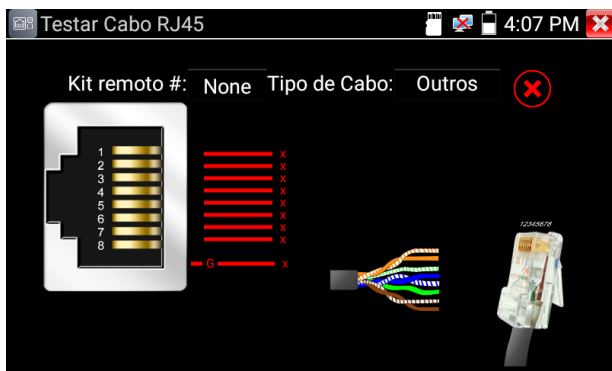 Testar Cabo RJ45 4:07 PM
Kit remoto #: None Tipo de Cabo: Outros
1 x
2 x
3 x
4 x
5 x
6 x
7 x
8 x
G x
12345678